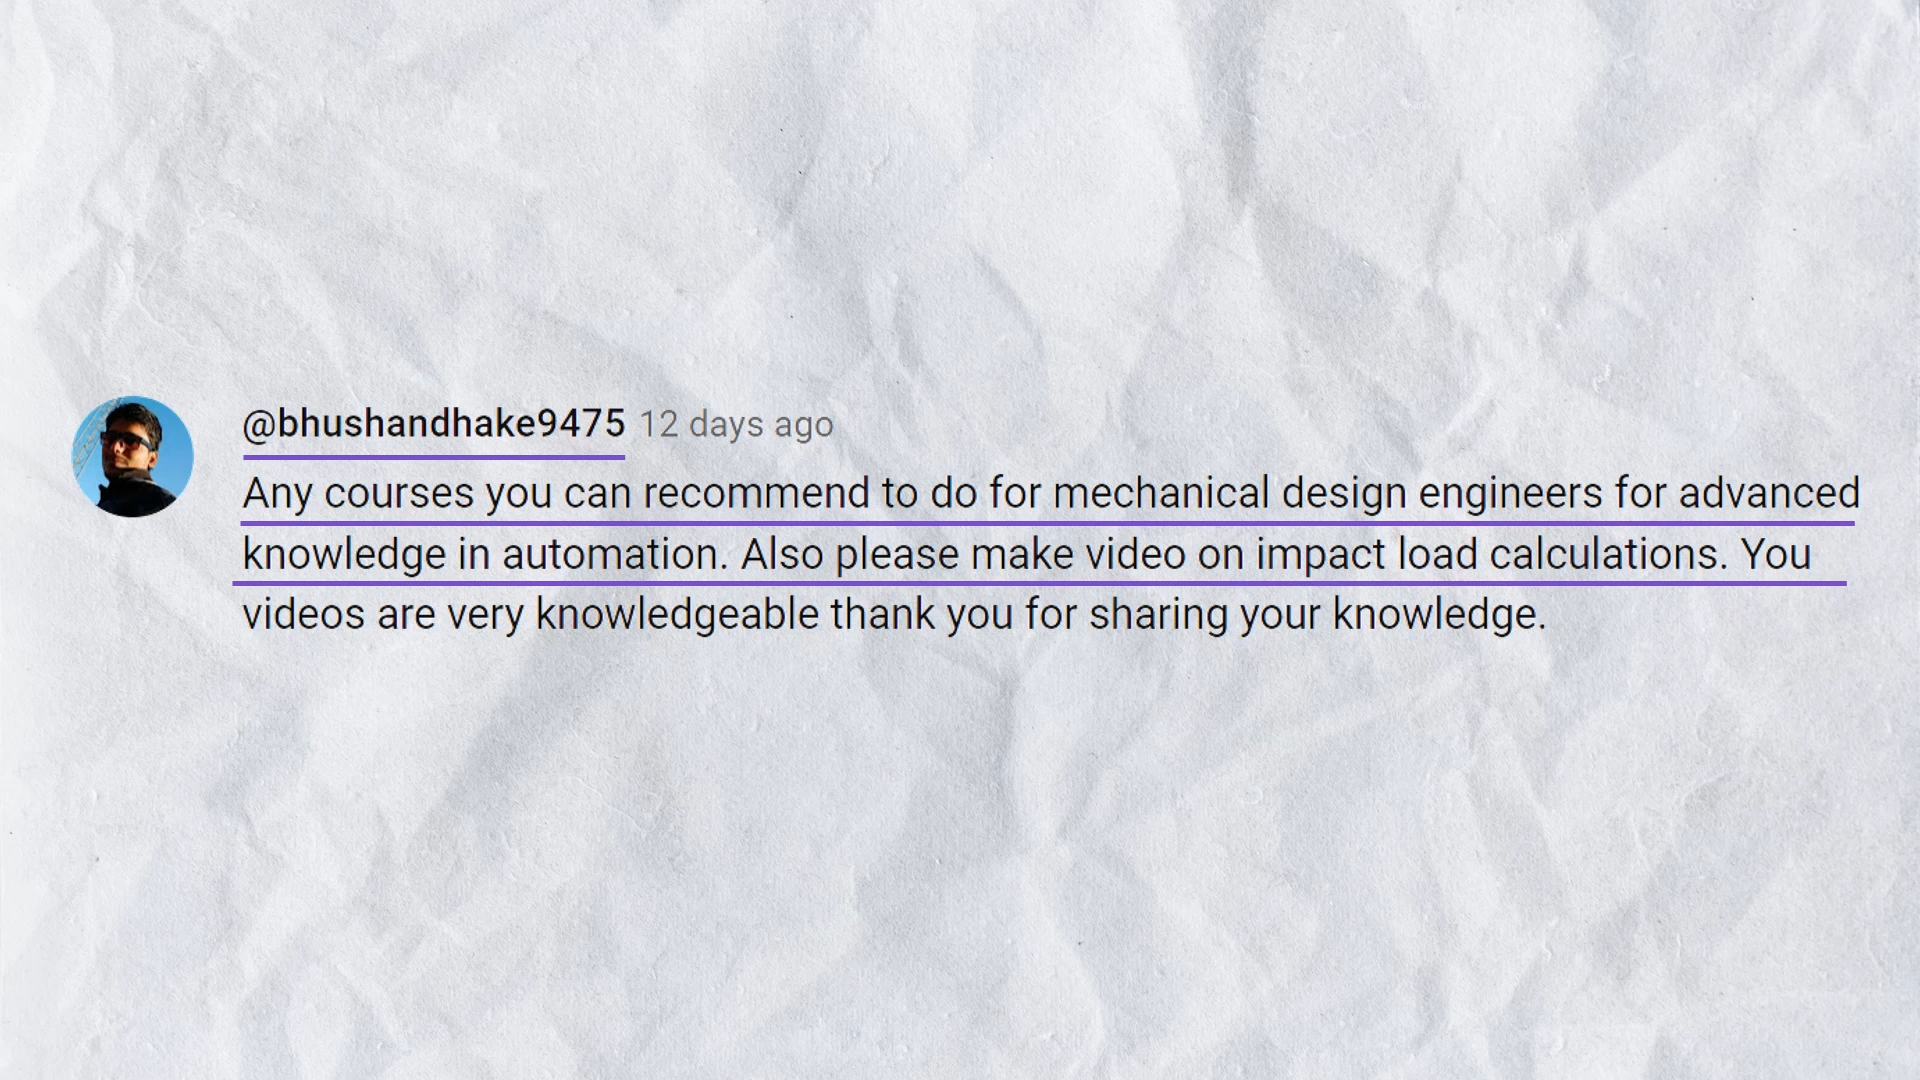 @bhushandhake9475 12 days ago
Any courses you can recommend to do for mechanical design engineers for advanced
knowledge in automation. Also please make video on impact load calculations. You
videos are very knowledgeable thank you for sharing your knowledge.